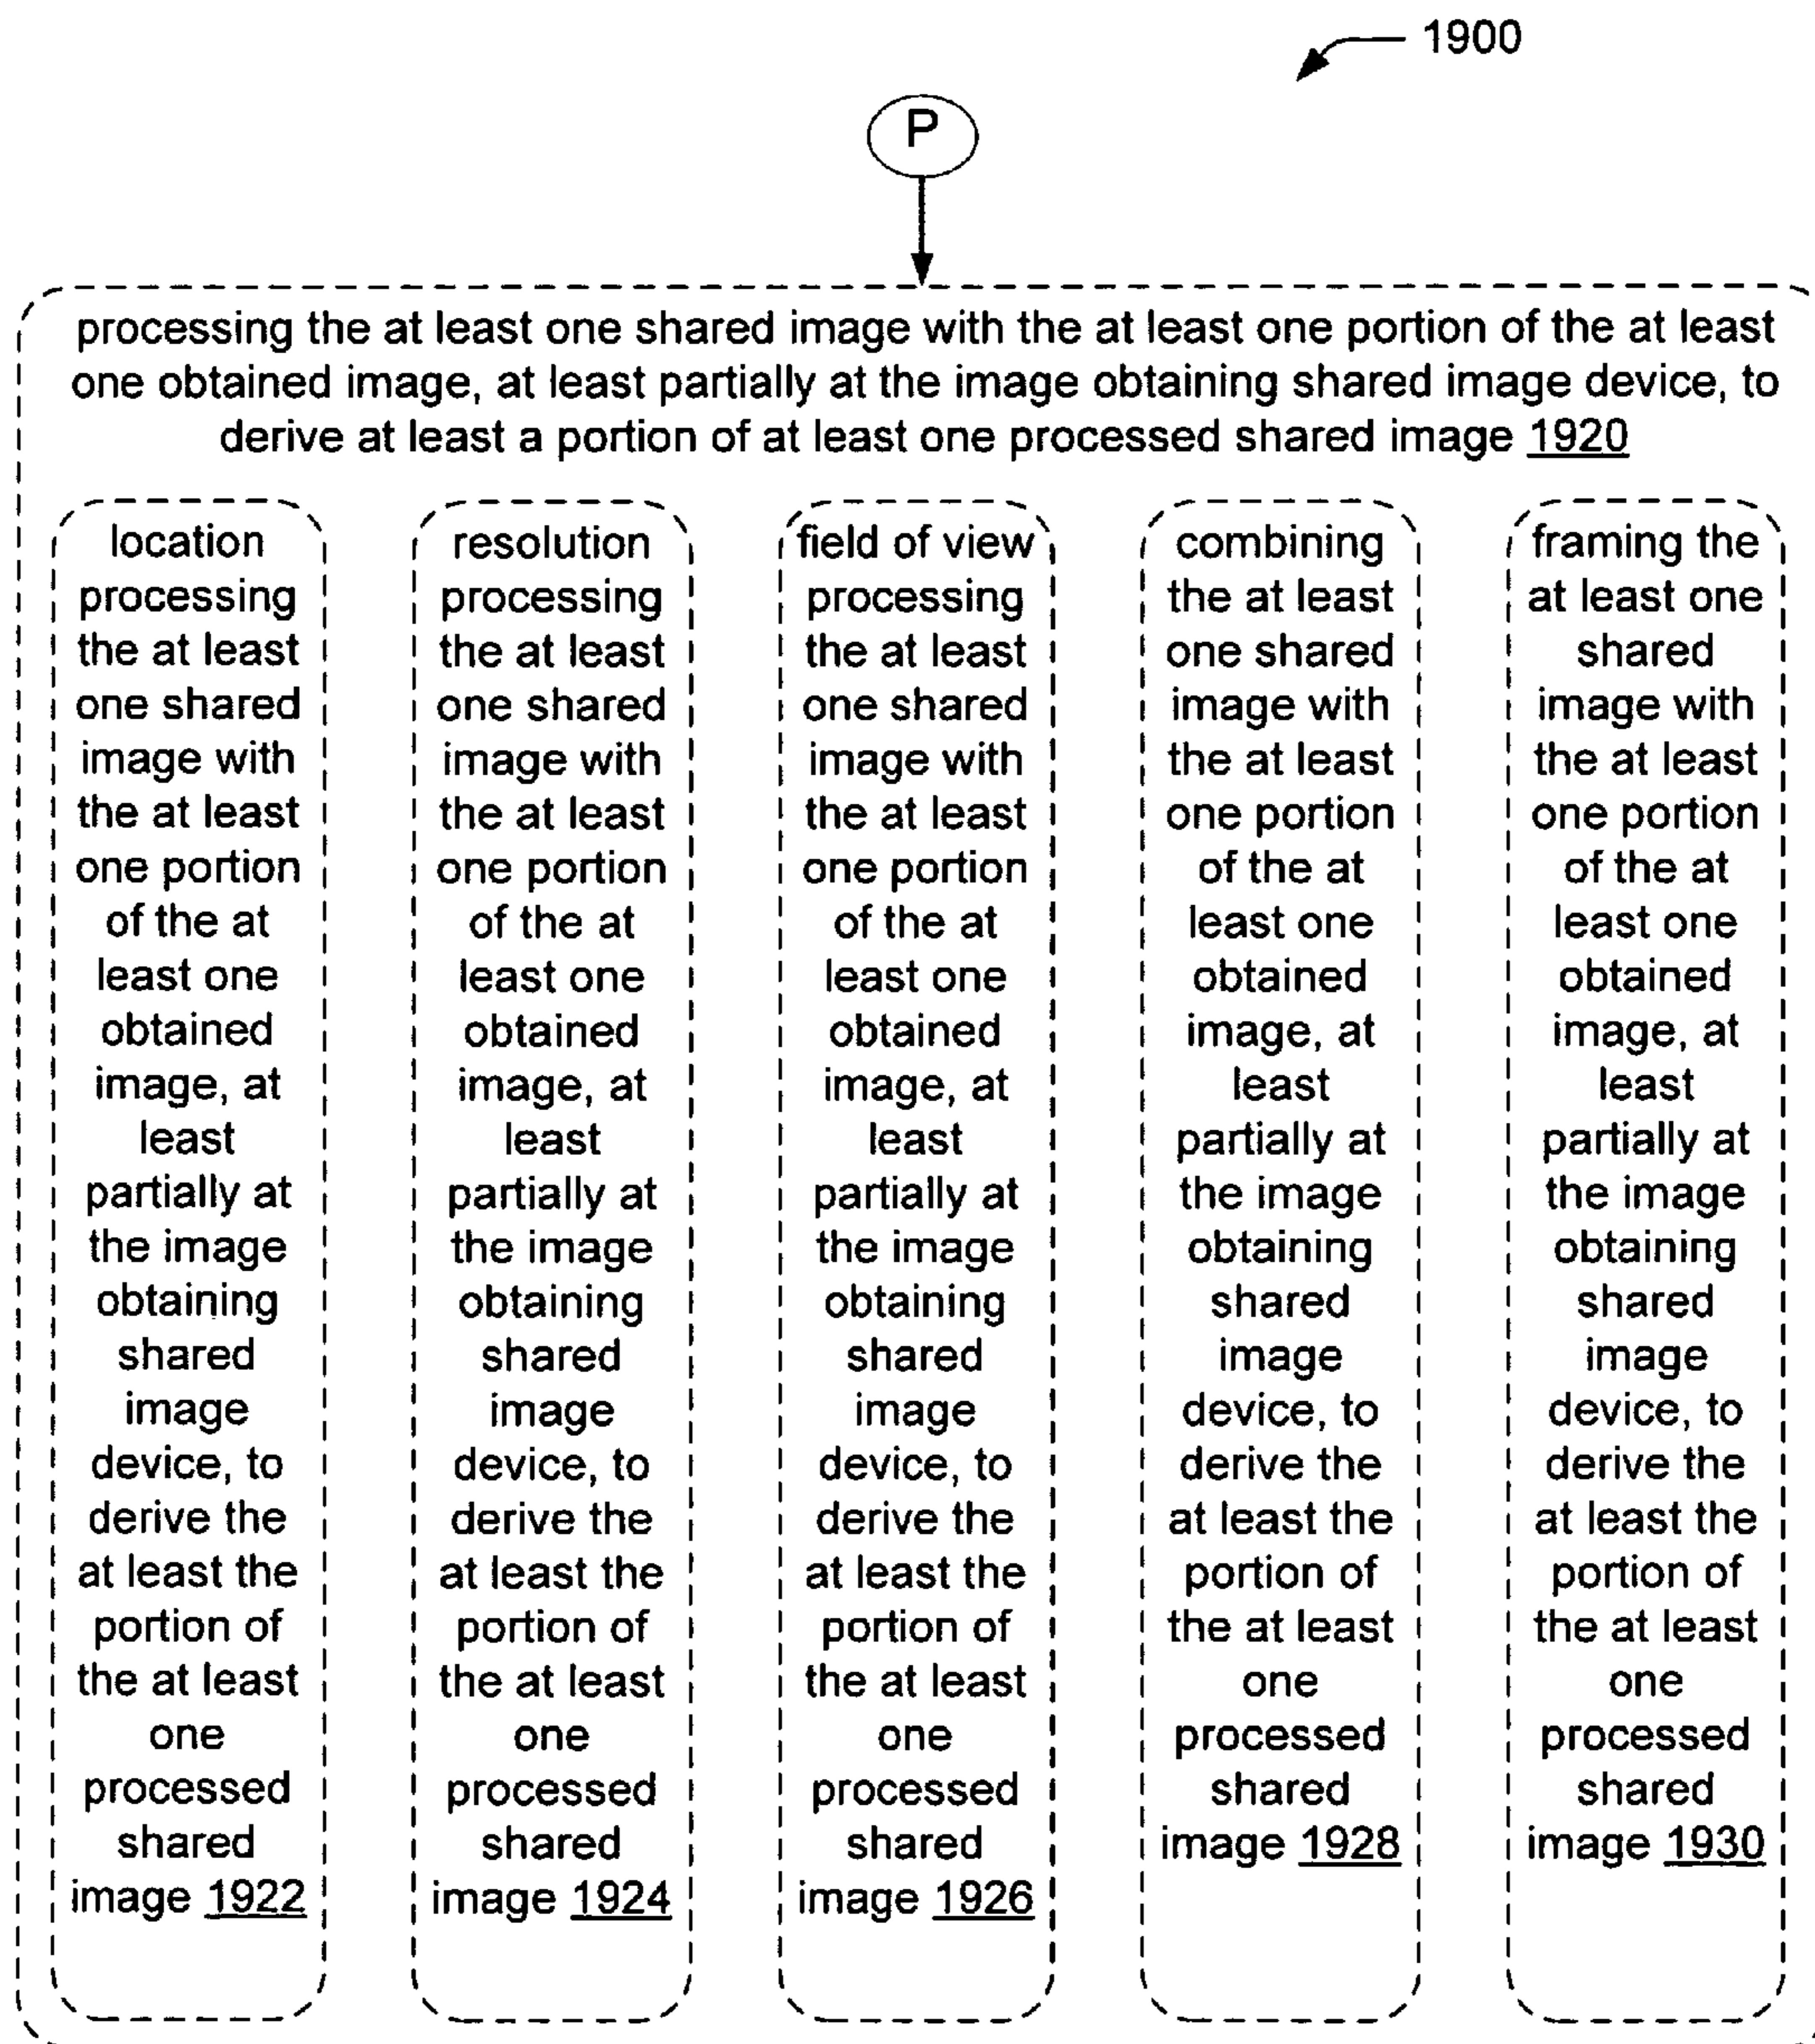 1900
P
processing the at least one shared image with the at least one portion of the at least
one obtained image, at least partially at the image obtaining shared image device, to
derive at least a portion of at least one processed shared image 1920
location
processing
the at least
one shared
image with
the at least
one portion
of the at
least one
obtained
image, at
least
partially at
the image
obtaining
shared
image
device, to
derive the
at least the
portion of
the at least
one
processed
shared
image 1922
resolution
processing
the at least
one shared
image with
the at least
one portion
of the at
least one
obtained
image, at
least
partially at
the image
obtaining
shared
image
device, to
derive the
at least the
portion of
the at least
one
processed
shared
image 1924
field of view
processing
the at least
one shared
image with
the at least
one portion
of the at
least one
obtained
image, at
least
partially at
the image
obtaining
shared
image
device, to
derive the
at least the
portion of
the at least
one
processed
shared
image 1926
combining
the at least
one shared
image with
the at least
one portion
of the at
least one
obtained
image, at
least
partially at
the image
obtaining
shared
image
device, to
derive the
at least the
portion of
the at least
one
processed
shared
image 1928
framing the
at least one
shared
image with
the at least
one portion
of the at
least one
obtained
image, at
least
partially at
the image
obtaining
shared
image
device, to
derive the
at least the
portion of
the at least
one
processed
shared
image 1930